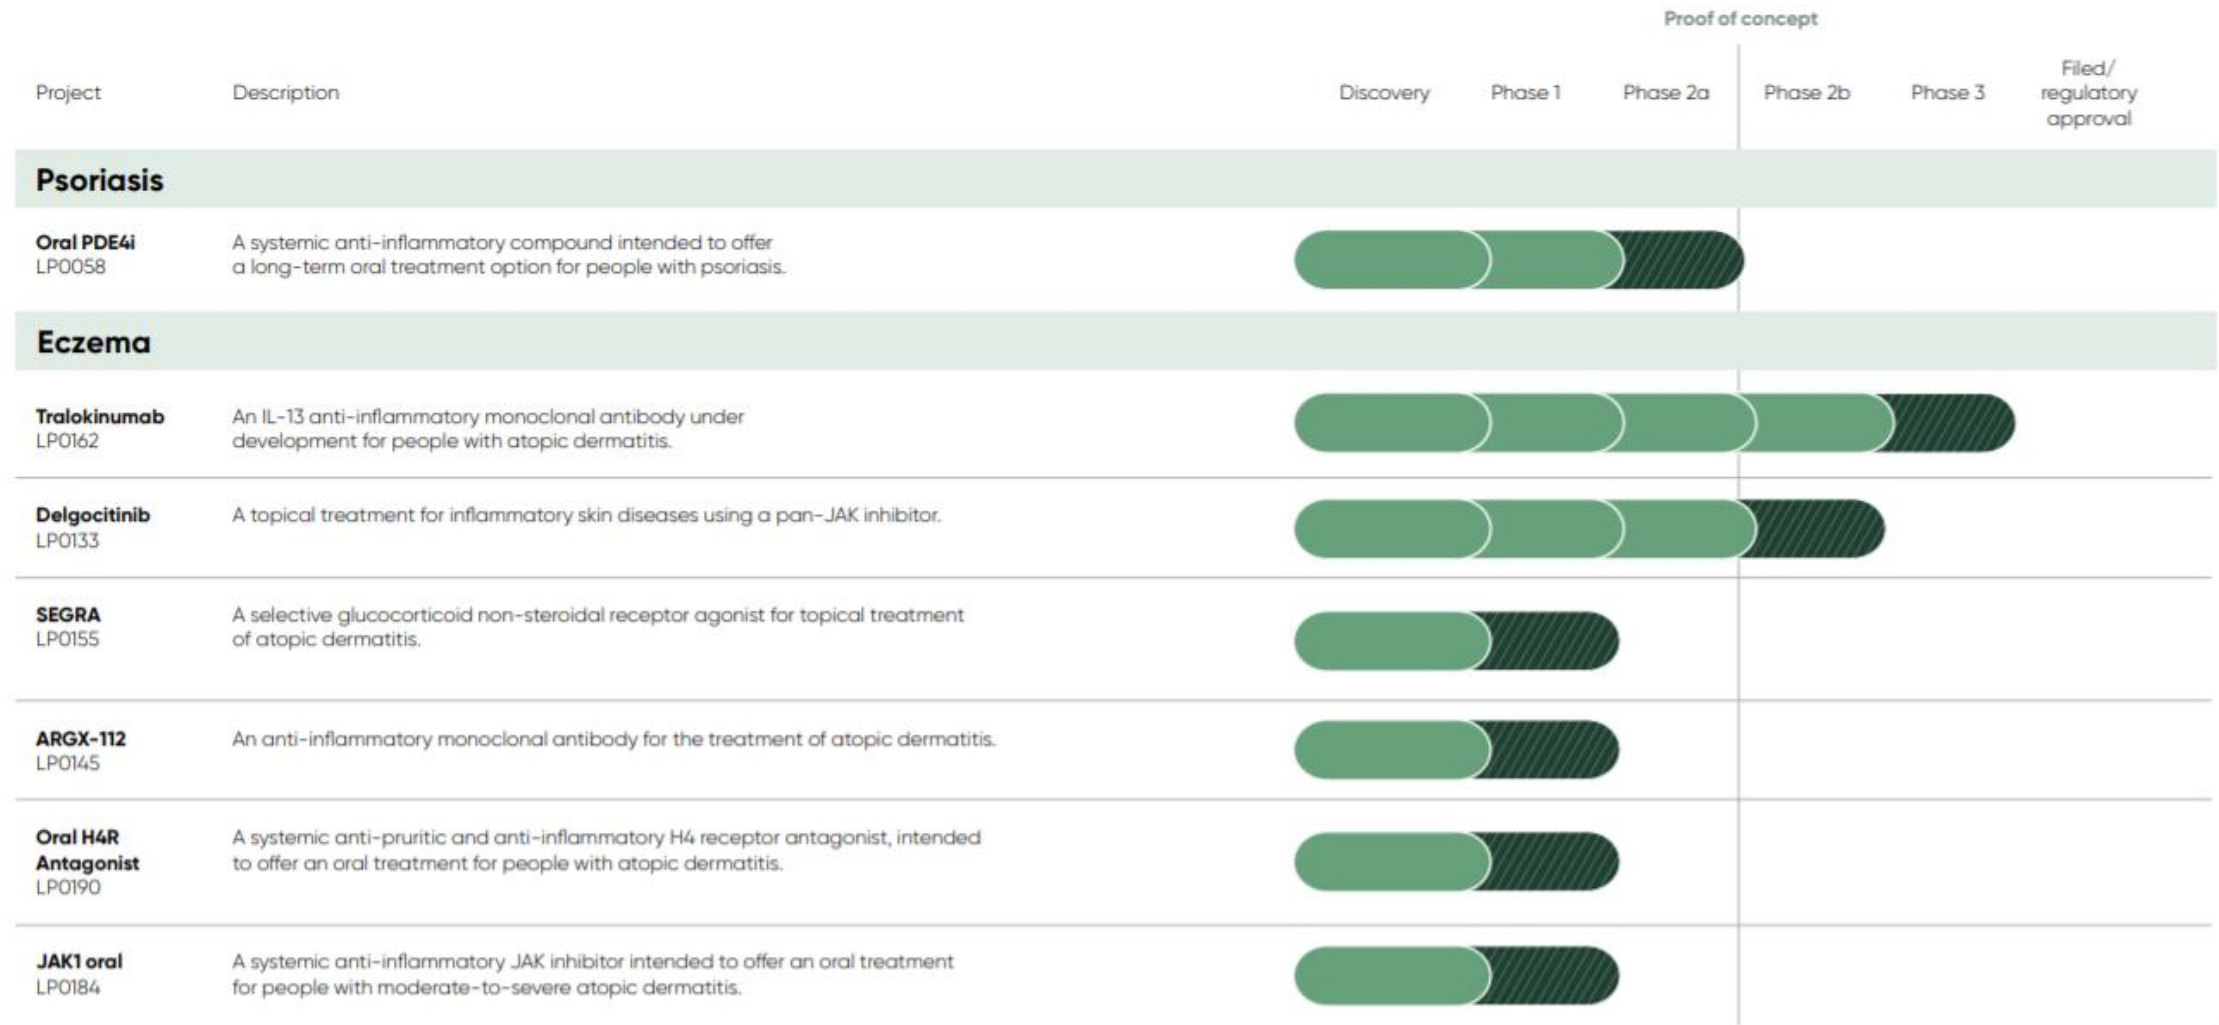 Proof of concept
Project Description Discovery Phase 1 Phase 2a Phase 2b Phase 3 Filed/
regulatory
approval
Psoriasis
Oral PDE4i
LP0058
A systemic anti-inflammatory compound intended to offer
a long-term oral treatment option for people with psoriasis.
Eczema
Tralokinumab
LP0162
An IL-13 anti-inflammatory monoclonal antibody under
development for people with atopic dermatitis.
Delgocitinib
LP0133
A topical treatment for inflammatory skin diseases using a pan-JAK inhibitor.
SEGRA
LP0155
A selective glucocorticoid non-steroidal receptor agonist for topical treatment
of atopic dermatitis.
ARGX-112
LP0145
An anti-inflammatory monoclonal antibody for the treatment of atopic dermatitis.
Oral H4R
Antagonist
LP0190
A systemic anti-pruritic and anti-inflammatory H4 receptor antagonist, intended
to offer an oral treatment for people with atopic dermatitis.
JAK1 oral
LP0184
A systemic anti-inflammatory JAK inhibitor intended to offer an oral treatment
for people with moderate-to-severe atopic dermatitis.